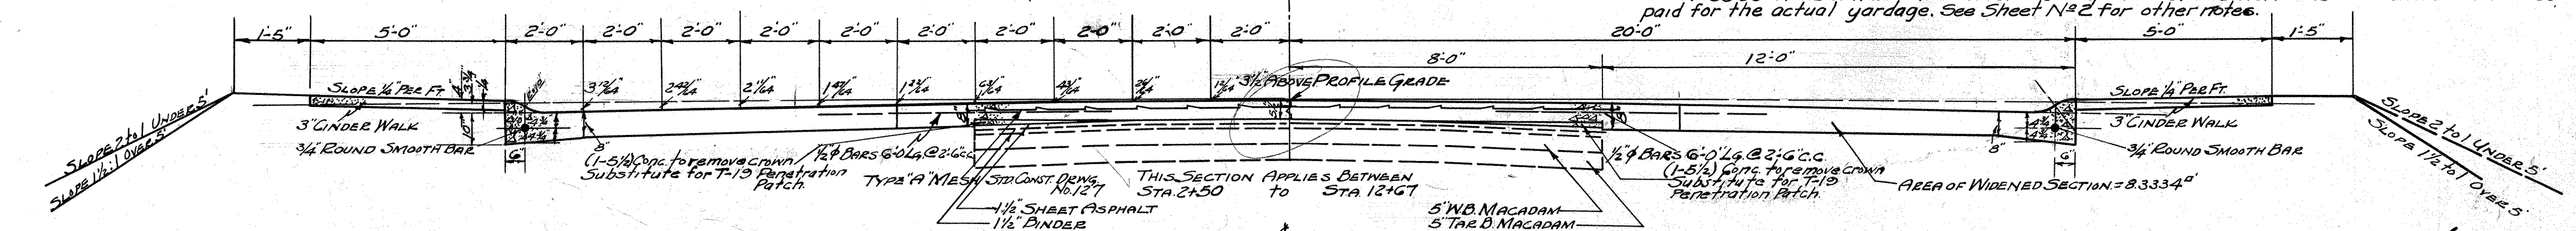 paid for the actual yardage. See Sheet Nº 2 for other notes.
1'-5" 5'-0" 2'-0" 2'-0" 2'-0" 2'-0" 2'-0" 2'-0" 2'-0" 2'-0" 2'-0" 2'-0" 20'-0" 5'-0" 1'-5"
8'-0" 12'-0"
3½" ABOVE PROFILE GRADE
SLOPE ¼" PER FT.
SLOPE ¼" PER FT.
3" CINDER WALK
3" CINDER WALK
3/4" ROUND SMOOTH BAR
3/4" ROUND SMOOTH BAR
SLOPE 2 to 1 UNDER 5'
SLOPE 1½:1 OVER 5'
SLOPE 2 to 1 UNDER 5'
SLOPE 1½ to 1 OVER 5'
10"
6"
8"
8"
6"
(1-5½) Conc. to remove crown
Substitute for T-19 Penetration
Patch.
½"⌀ BARS 6'-0" LG. @ 2'-6" C.C.
TYPE "A" MESH STD. CONST. DRWG.
No. 127
THIS SECTION APPLIES BETWEEN
STA. 2+50 to STA. 12+67
½"⌀ BARS 6'-0" LG. @ 2'-6" C.C.
(1-5½) Conc. to remove crown
Substitute for T-19
Penetration Patch.
AREA OF WIDENED SECTION = 8.3334 □'
1½" SHEET ASPHALT
1½" BINDER
5" W.B. MACADAM
5" TAR B. MACADAM